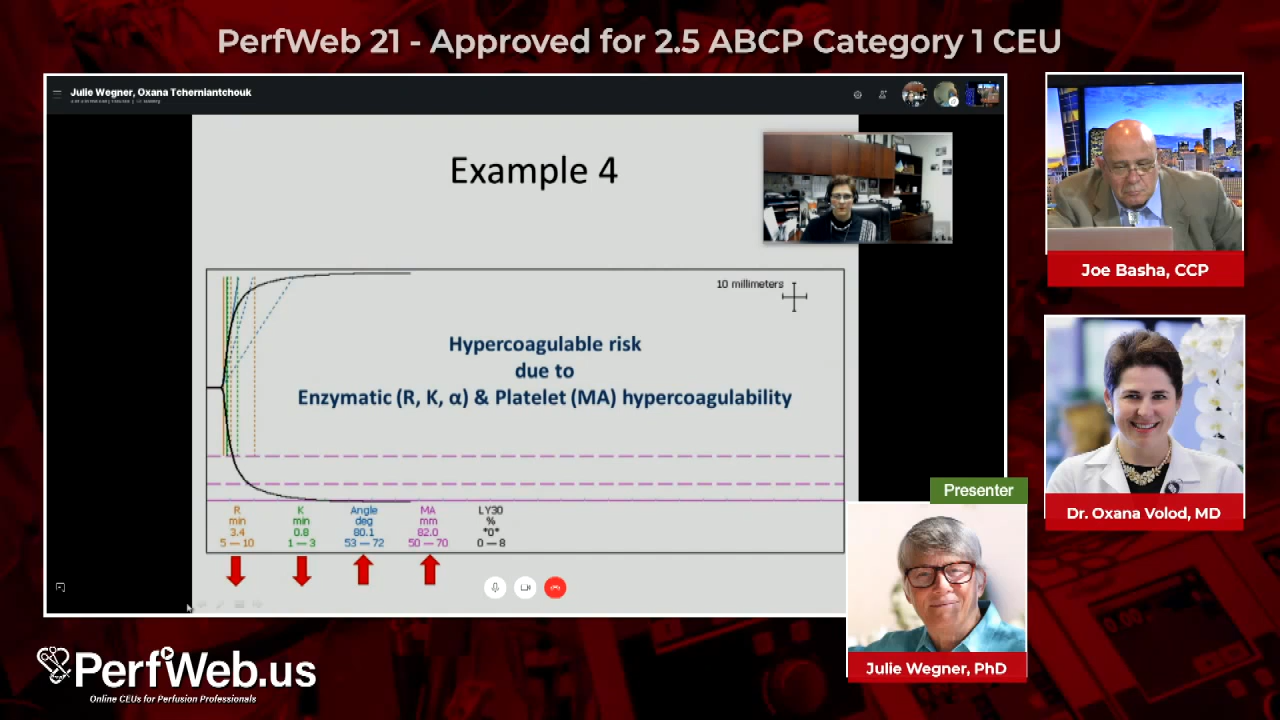 PerfWeb 21 - Approved for 2.5 ABCP Category 1 CEU
Julie Wegner, Oxana Tcherniantchouk
Example 4
10 millimeters
Hypercoagulable risk
due to
Enzymatic (R, K, α) & Platelet (MA) hypercoagulability
R K Angle MA LY30
min min deg mm %
3.4 0.8 80.1 82.0 *0*
5 — 10 1 — 3 53 — 72 50 — 70 0 — 8
Joe Basha, CCP
Dr. Oxana Volod, MD
Presenter
Julie Wegner, PhD
PerfWeb.us
Online CEUs for Perfusion Professionals